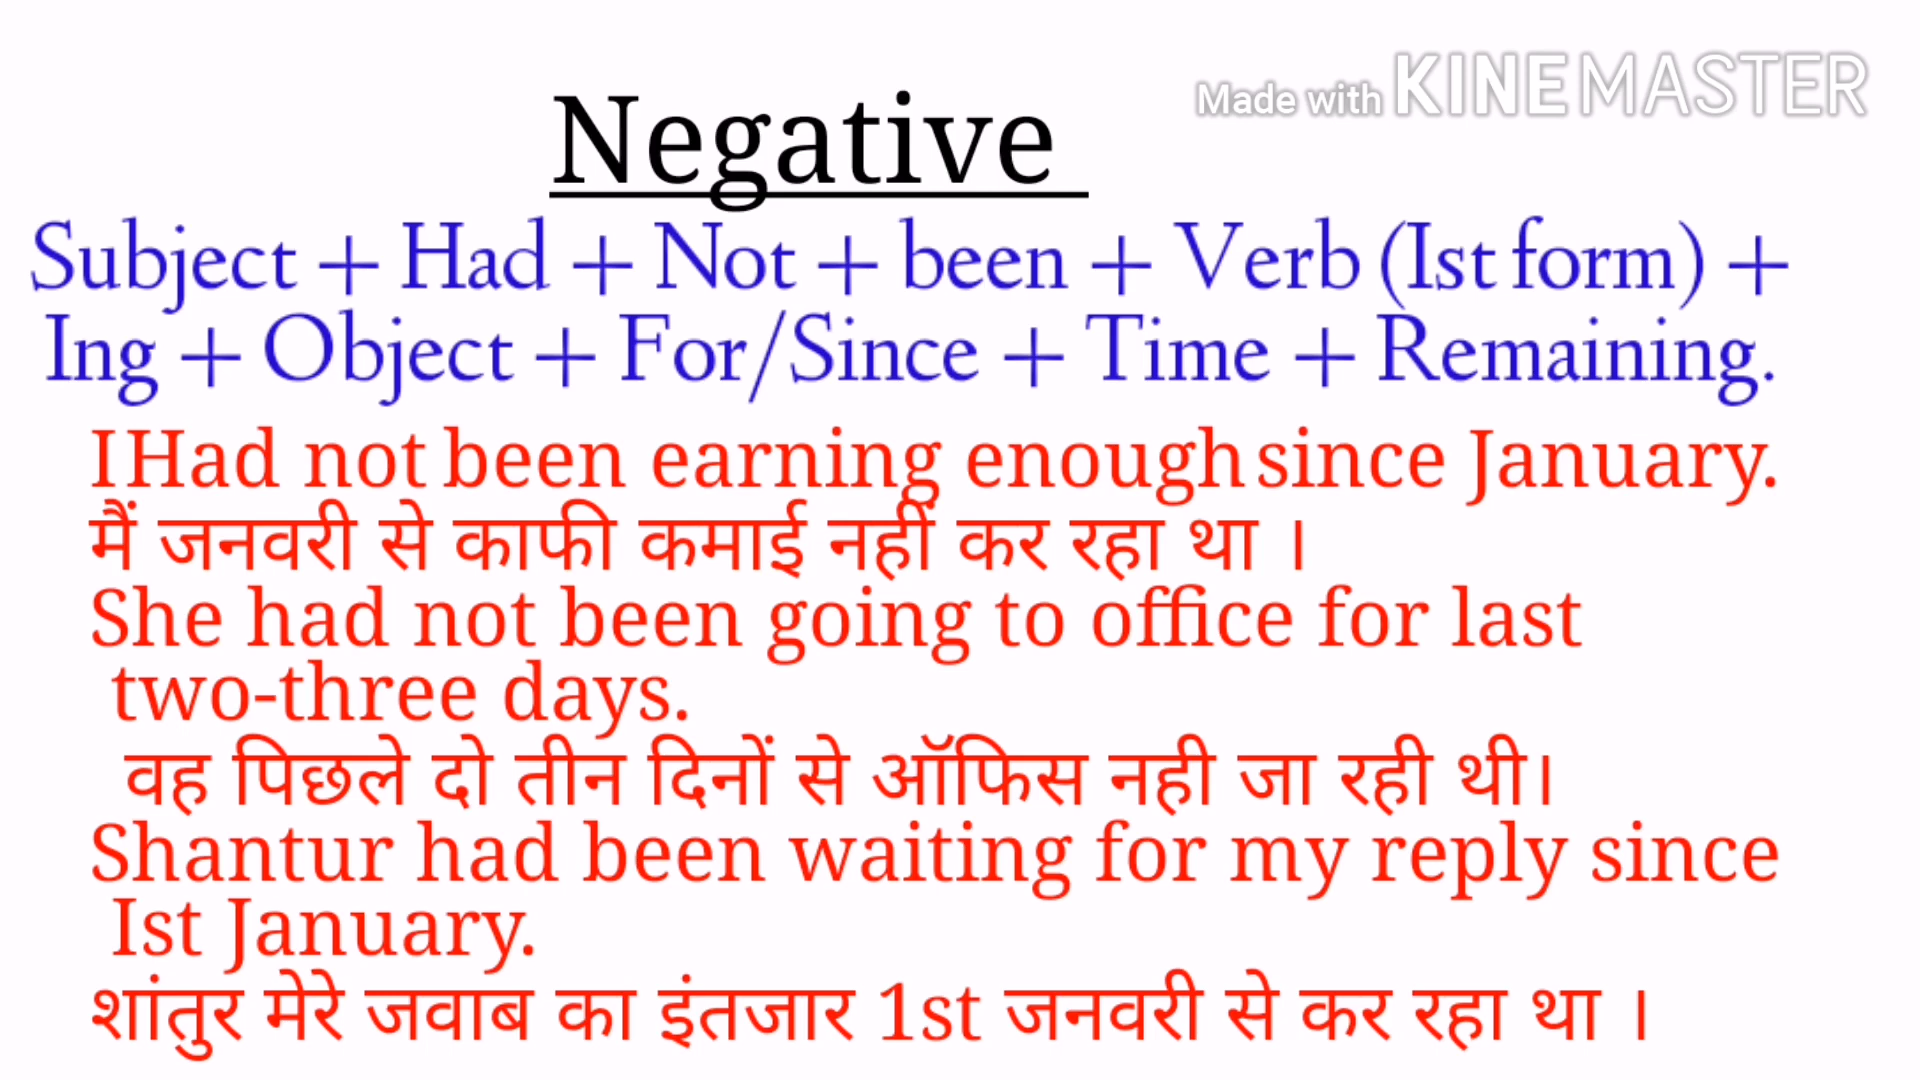 Made with KINEMASTER
Negative
Subject + Had + Not + been + Verb (Ist form) +
Ing + Object + For/Since + Time + Remaining.
I Had not been earning enough since January.
मैं जनवरी से काफी कमाई नहीं कर रहा था ।
She had not been going to office for last
two-three days.
वह पिछले दो तीन दिनों से ऑफिस नही जा रही थी।
Shantur had been waiting for my reply since
Ist January.
शांतुर मेरे जवाब का इंतजार 1st जनवरी से कर रहा था ।